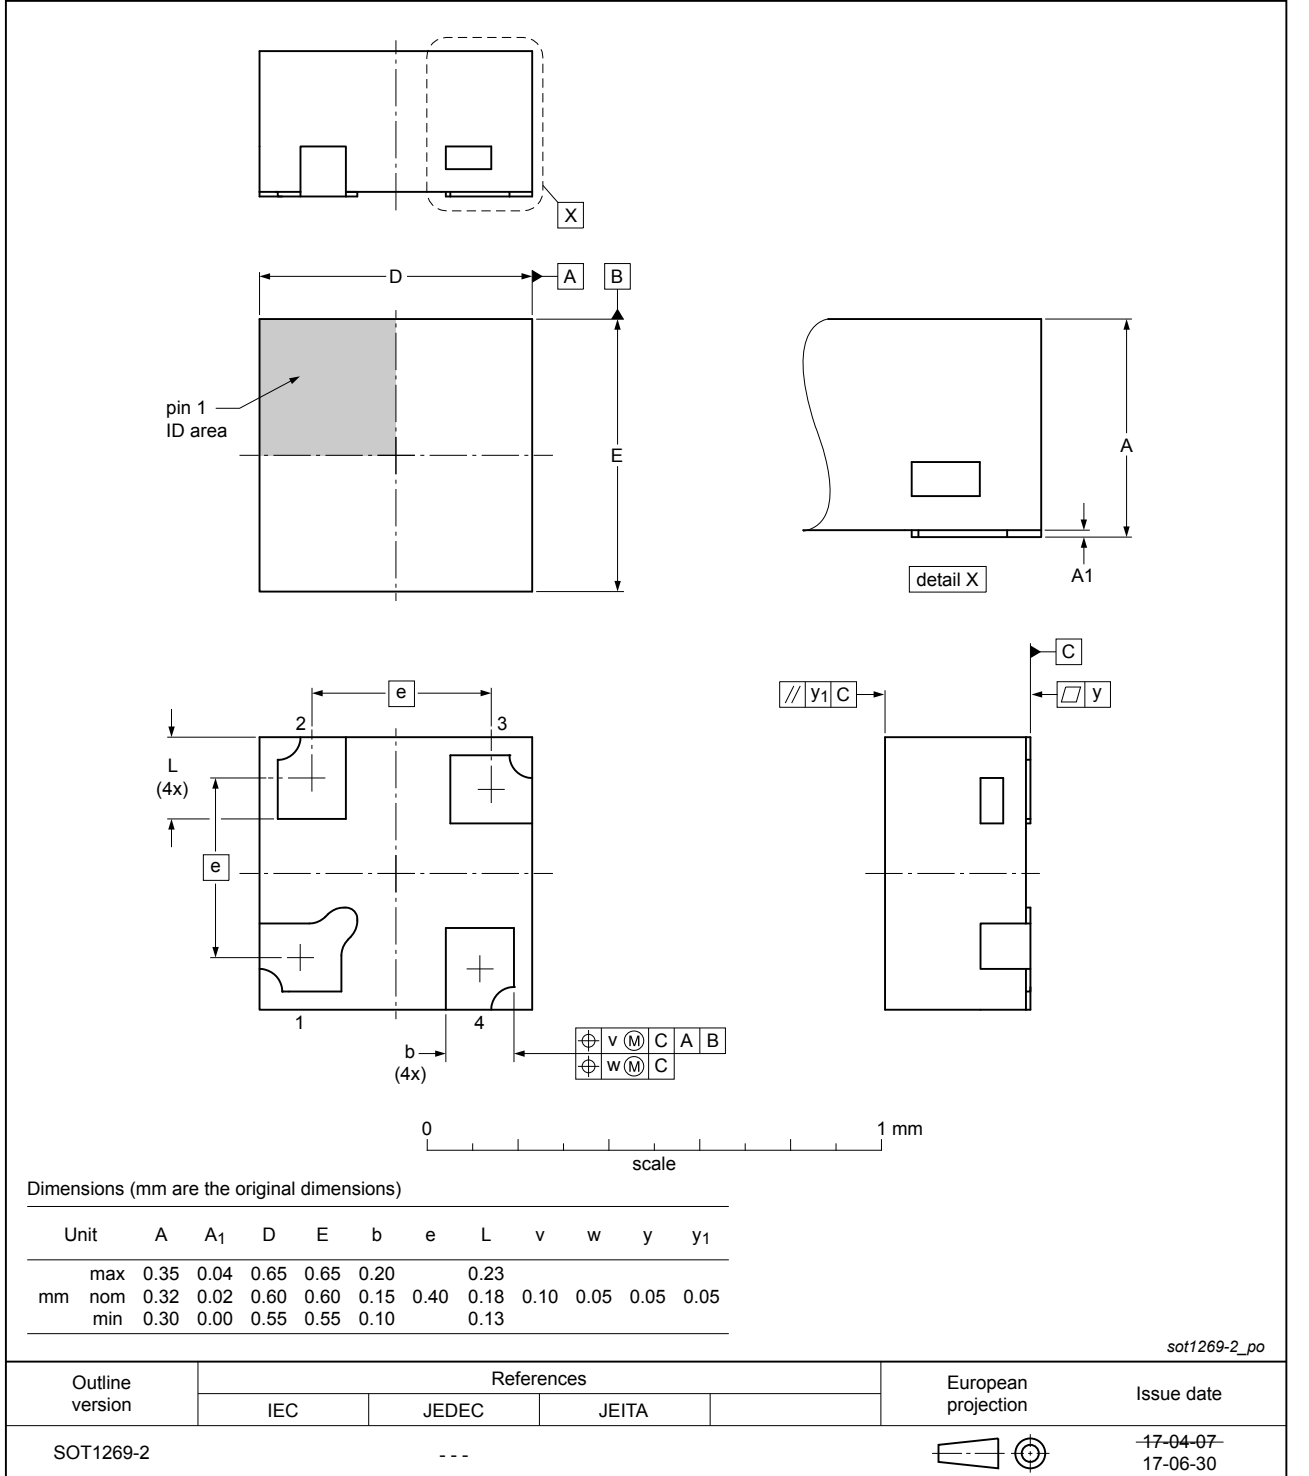 X
D
A
B
pin 1
ID area
E
A
detail X
A1
C
e
// y1 C
y
2
3
L
(4x)
e
1
4
b
(4x)
v M C A B
w M C
0
1 mm
scale
Dimensions (mm are the original dimensions)
Unit A A1 D E b e L v w y y1
max 0.35 0.04 0.65 0.65 0.20 0.23
mm nom 0.32 0.02 0.60 0.60 0.15 0.40 0.18 0.10 0.05 0.05 0.05
min 0.30 0.00 0.55 0.55 0.10 0.13
sot1269-2_po
Outline
version
References
IEC JEDEC JEITA
European
projection
Issue date
SOT1269-2
- - -
17-04-07
17-06-30